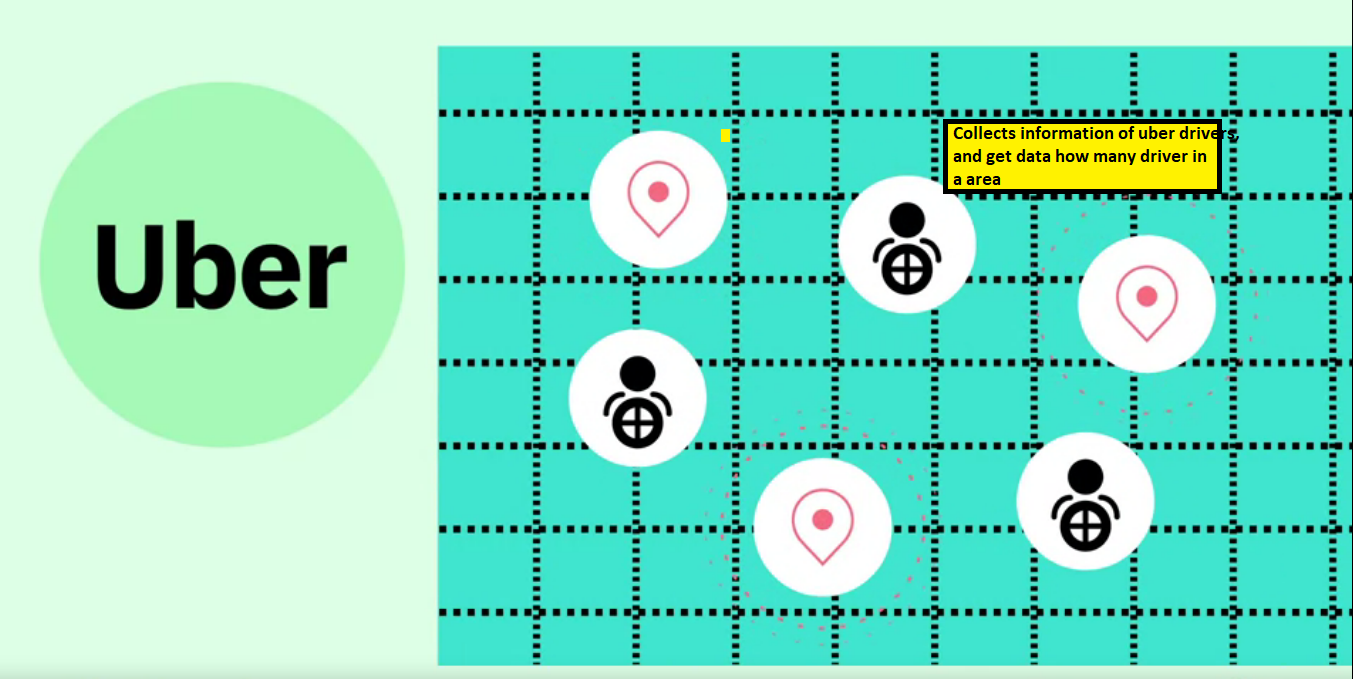 Uber
Collects information of uber drivers,
and get data how many driver in
a area